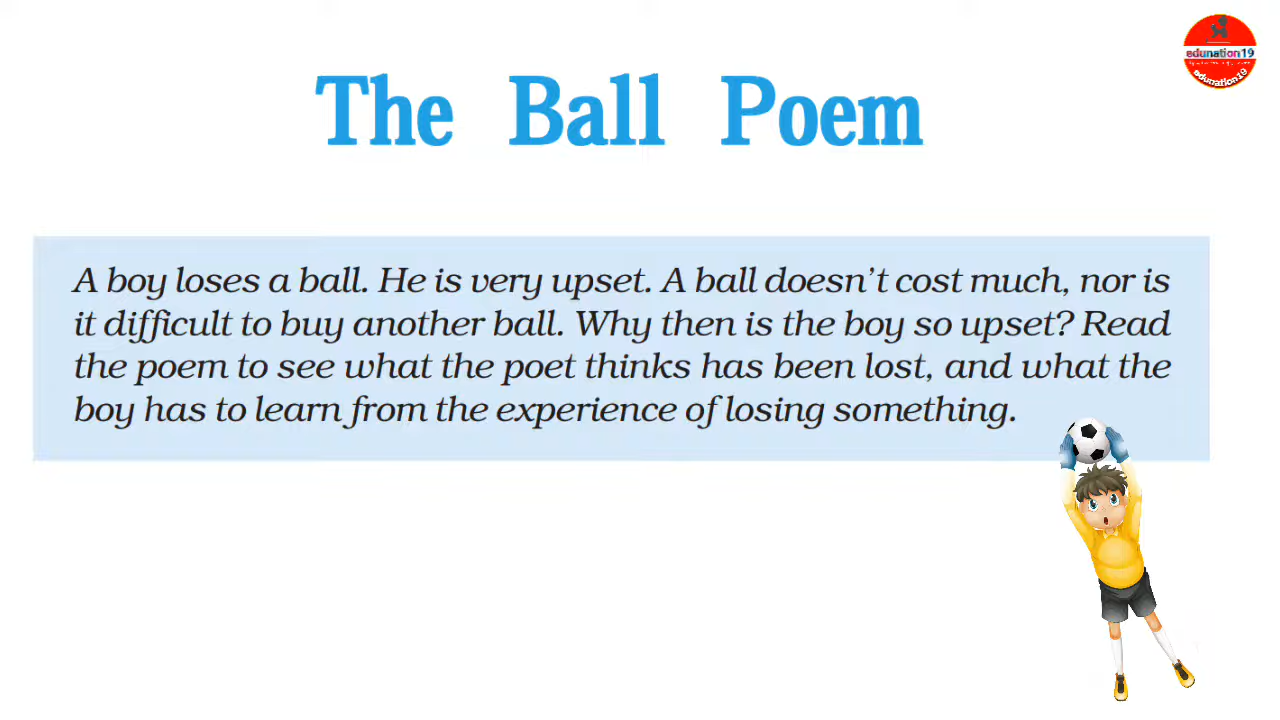 edunation19
edunation19
The Ball Poem
A boy loses a ball. He is very upset. A ball doesn't cost much, nor is
it difficult to buy another ball. Why then is the boy so upset? Read
the poem to see what the poet thinks has been lost, and what the
boy has to learn from the experience of losing something.